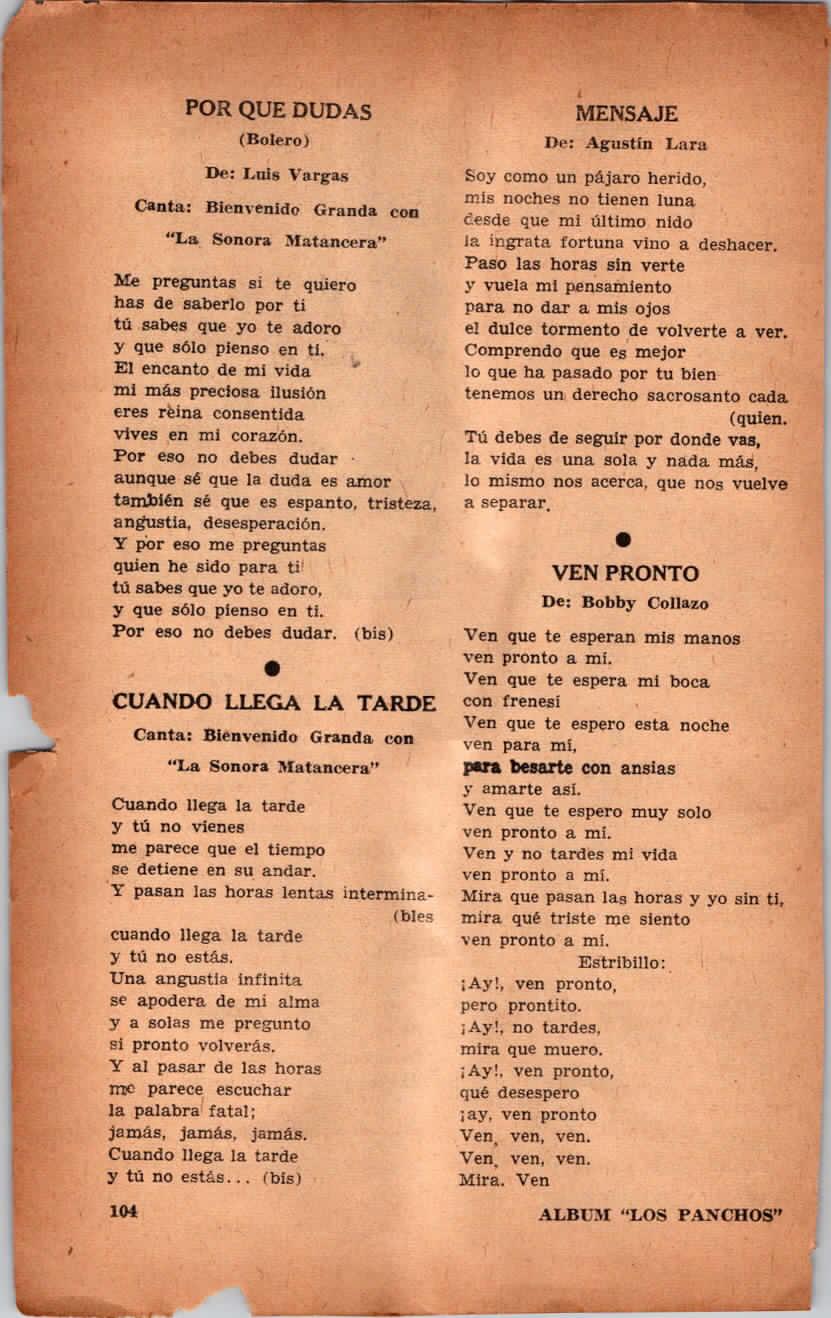 POR QUE DUDAS
(Bolero)
De: Luis Vargas
Canta: Bienvenido Granda con
“La Sonora Matancera”
Me preguntas si te quiero
has de saberlo por ti
tú sabes que yo te adoro
y que sólo pienso en ti.
El encanto de mi vida
mi más preciosa ilusión
eres reina consentida
vives en mi corazón.
Por eso no debes dudar
aunque sé que la duda es amor
también sé que es espanto, tristeza,
angustia, desesperación.
Y por eso me preguntas
quien he sido para ti
tú sabes que yo te adoro,
y que sólo pienso en ti.
Por eso no debes dudar. (bis)
●
CUANDO LLEGA LA TARDE
Canta: Bienvenido Granda con
“La Sonora Matancera”
Cuando llega la tarde
y tú no vienes
me parece que el tiempo
se detiene en su andar.
Y pasan las horas lentas intermina-
(bles
cuando llega la tarde
y tú no estás.
Una angustia infinita
se apodera de mi alma
y a solas me pregunto
si pronto volverás.
Y al pasar de las horas
me parece escuchar
la palabra fatal;
jamás, jamás, jamás.
Cuando llega la tarde
y tú no estás... (bis)
104
MENSAJE
De: Agustín Lara
Soy como un pájaro herido,
mis noches no tienen luna
desde que mi último nido
la ingrata fortuna vino a deshacer.
Paso las horas sin verte
y vuela mi pensamiento
para no dar a mis ojos
el dulce tormento de volverte a ver.
Comprendo que es mejor
lo que ha pasado por tu bien
tenemos un derecho sacrosanto cada
(quien.
Tú debes de seguir por donde vas,
la vida es una sola y nada más,
lo mismo nos acerca, que nos vuelve
a separar.
●
VEN PRONTO
De: Bobby Collazo
Ven que te esperan mis manos
ven pronto a mí.
Ven que te espera mi boca
con frenesí
Ven que te espero esta noche
ven para mí,
para besarte con ansias
y amarte así.
Ven que te espero muy solo
ven pronto a mí.
Ven y no tardes mi vida
ven pronto a mí.
Mira que pasan las horas y yo sin ti,
mira qué triste me siento
ven pronto a mí.
Estribillo:
¡Ay!, ven pronto,
pero prontito.
¡Ay!, no tardes,
mira que muero.
¡Ay!, ven pronto,
qué desespero
¡ay, ven pronto
Ven, ven, ven.
Ven, ven, ven.
Mira. Ven
ALBUM “LOS PANCHOS”